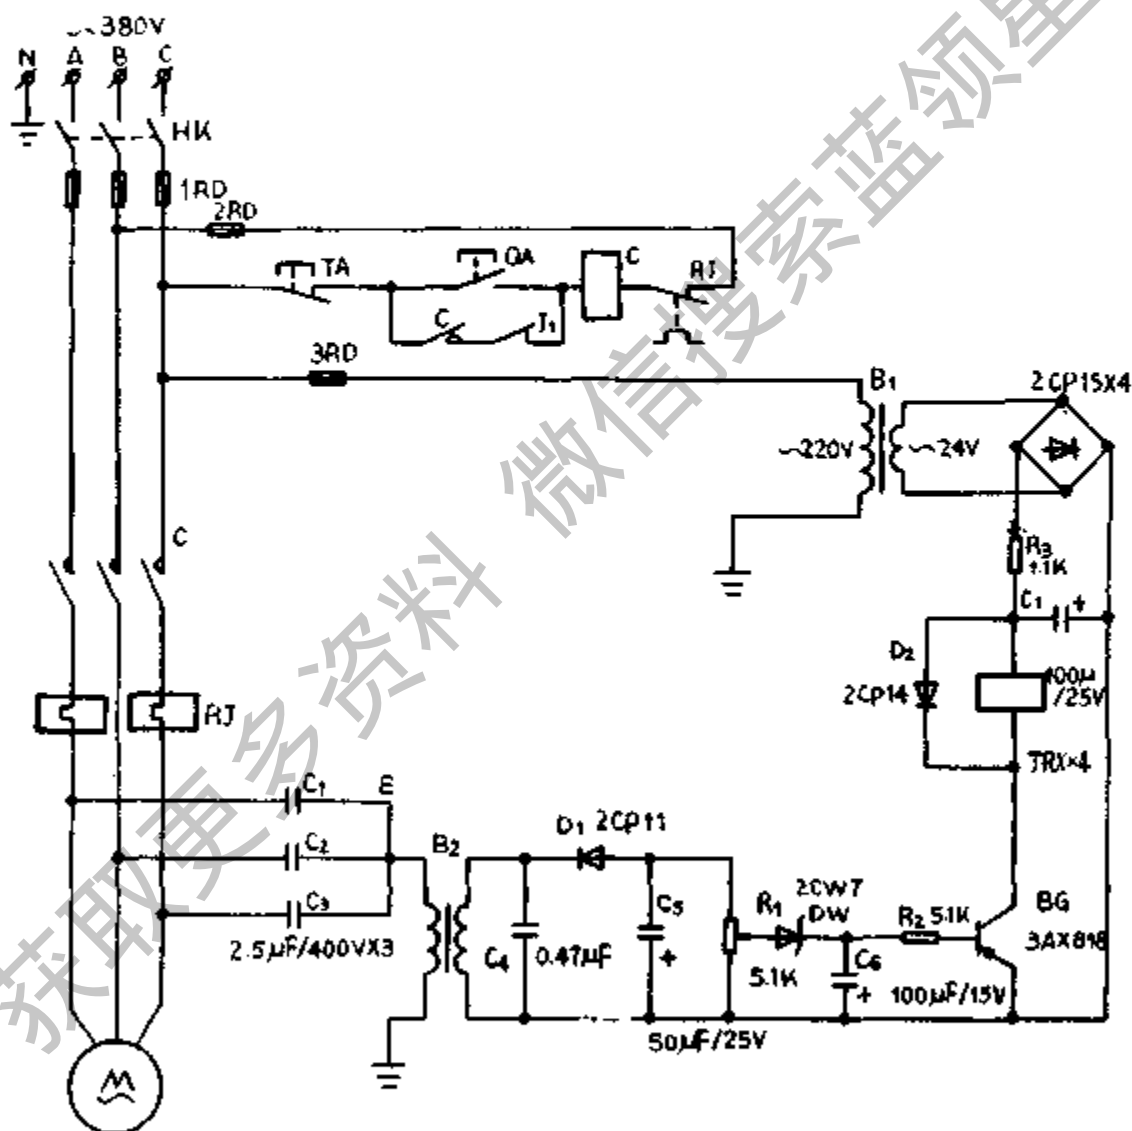 ~380V
N A B C
HK
1RD
2RD
TA
QA
C
RJ
C
J₁
3RD
B₁
2CP15X4
~220V
~24V
R₃
1.1K
C
C₁ +
D₂
2CP14
100μ
/25V
RJ
TRX×4
C₁
E
C₂
B₂
D₁ 2CP11
C₃
2.5μF/400VX3
C₄
0.47μF
C₅
+
R₁
5.1K
2CW7
DW
C₆
+
R₂ 5.1K
BG
3AX81B
100μF/15V
50μF/25V
M
获取更多资料 微信搜索蓝领星